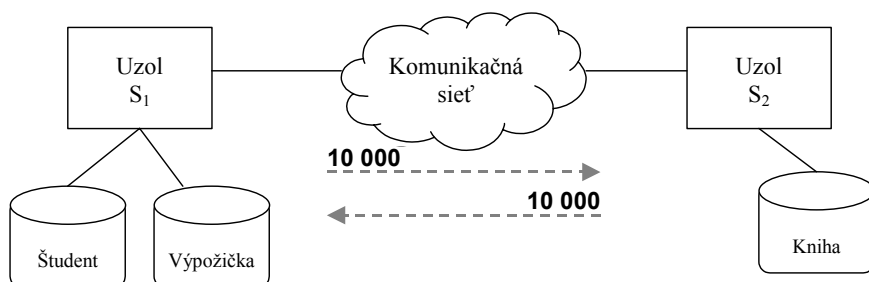 Uzol
S₁
Komunikačná
sieť
Uzol
S₂
10 000
10 000
Študent
Výpožička
Kniha